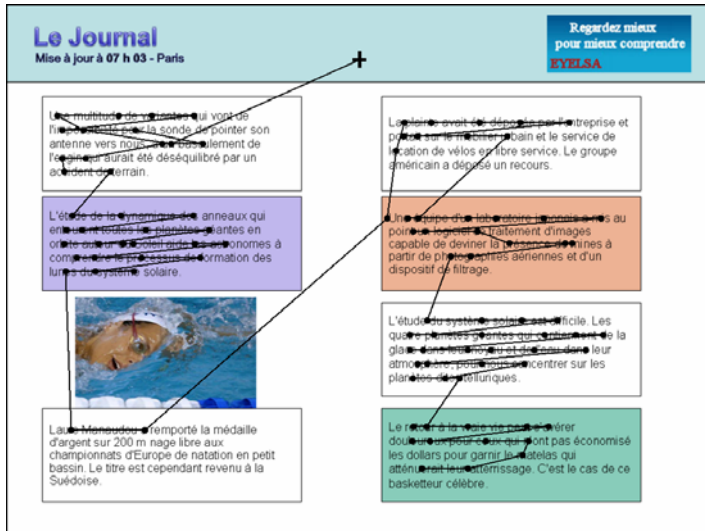 Le Journal
Mise à jour à 07 h 03 - Paris
Regardez mieux
pour mieux comprendre
EYELSA
Une multitude de variantes qui vont de
l'impossibilité pour la sonde de pointer son
antenne vers nous, à un basculement de
l'engin qui aurait été déséquilibré par un
accident de terrain.
L'étude de la dynamique des anneaux qui
entourent toutes les planètes géantes en
orbite autour du Soleil aide les astronomes à
comprendre le processus de formation des
lunes du système solaire.
Laure Manaudou a remporté la médaille
d'argent sur 200 m nage libre aux
championnats d'Europe de natation en petit
bassin. Le titre est cependant revenu à la
Suédoise.
La plainte avait été déposée par l'entreprise et
portait sur le mobilier urbain et le service de
location de vélos en libre service. Le groupe
américain a déposé un recours.
Une équipe d'un laboratoire japonais a mis au
point un logiciel de traitement d'images
capable de deviner la présence de mines à
partir de photographies aériennes et d'un
dispositif de filtrage.
L'étude du système solaire est difficile. Les
quatre planètes géantes qui contiennent de la
glace dans leur noyau et de l'eau dans leur
atmosphère, pour nous concentrer sur les
planètes dites telluriques.
Le retour à la vraie vie peut s'avérer
douloureux pour ceux qui n'ont pas économisé
les dollars pour garnir le matelas qui
atténuerait leur atterrissage. C'est le cas de ce
basketteur célèbre.